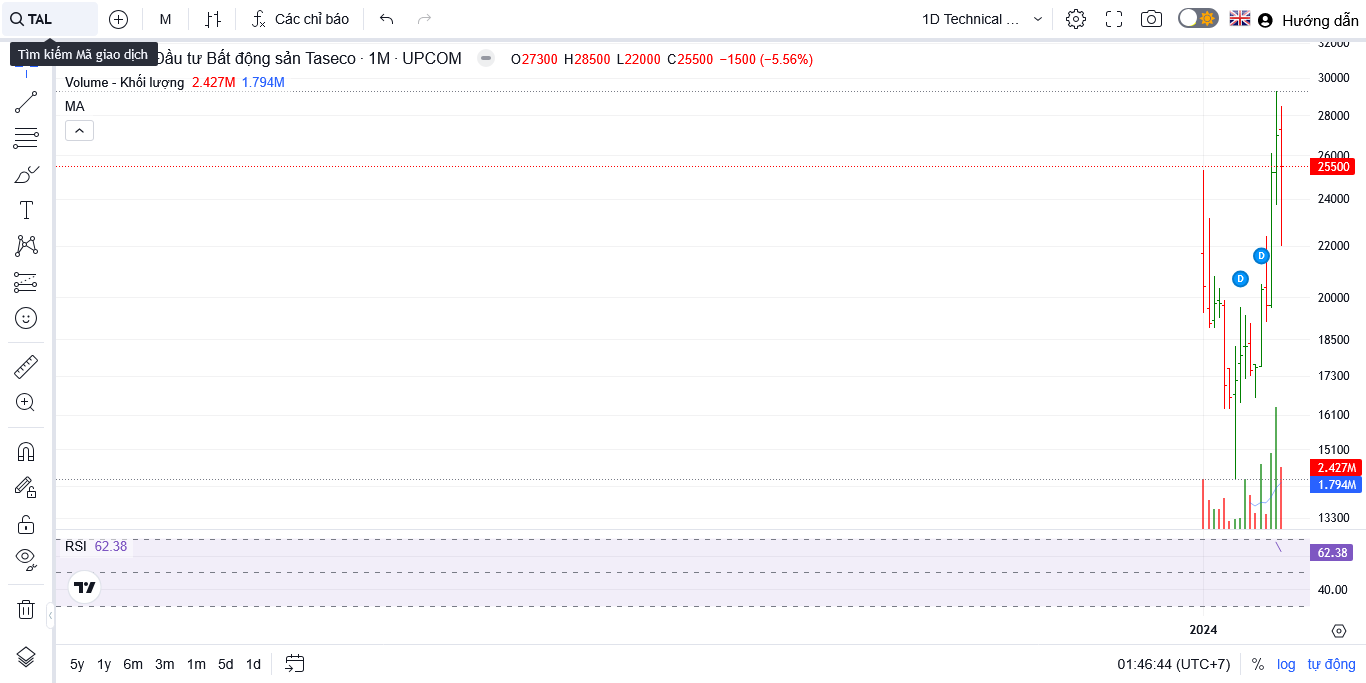 TAL
M
Các chỉ báo
1D Technical ...
Hướng dẫn
Tìm kiếm Mã giao dịch
Đầu tư Bất động sản Taseco · 1M · UPCOM
O27300 H28500 L22000 C25500 −1500 (−5.56%)
Volume - Khối lượng 2.427M 1.794M
MA
32000
30000
28000
26000
25500
24000
22000
D
D
20000
18500
17300
16100
15100
2.427M
1.794M
13300
RSI 62.38
62.38
40.00
2024
5y 1y 6m 3m 1m 5d 1d
01:46:44 (UTC+7)
% log tự động